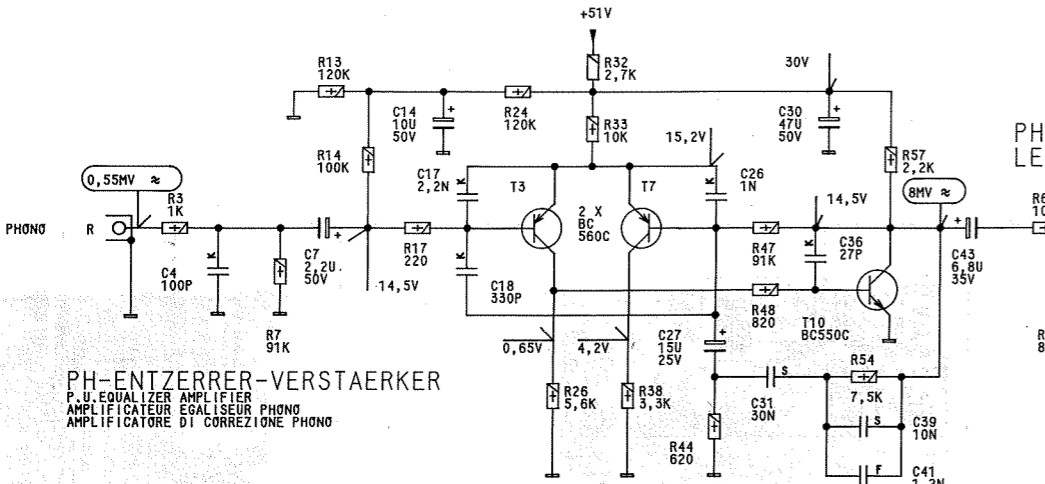 +51V
R32
2,7K
R13
120K
30V
C14
10U
50V
R24
120K
R33
10K
C30
47U
50V
15,2V
PH
LE
R14
100K
C17
2,2N
T3
T7
C26
1N
R57
2,2K
0,55MV ≈
8MV ≈
R3
1K
2 X
BC
560C
14,5V
PHONO
R
R17
220
R47
91K
C36
27P
C43
6,8U
35V
C4
100P
C7
2,2U
50V
14,5V
C18
330P
R48
820
T10
BC550C
R7
91K
0,65V
4,2V
C27
15U
25V
R54
7,5K
PH-ENTZERRER-VERSTAERKER
P.U.EQUALIZER AMPLIFIER
AMPLIFICATEUR EGALISEUR PHONO
AMPLIFICATORE DI CORREZIONE PHONO
R26
5,6K
R38
3,3K
S
C31
30N
S
C39
10N
R44
620
F
C41